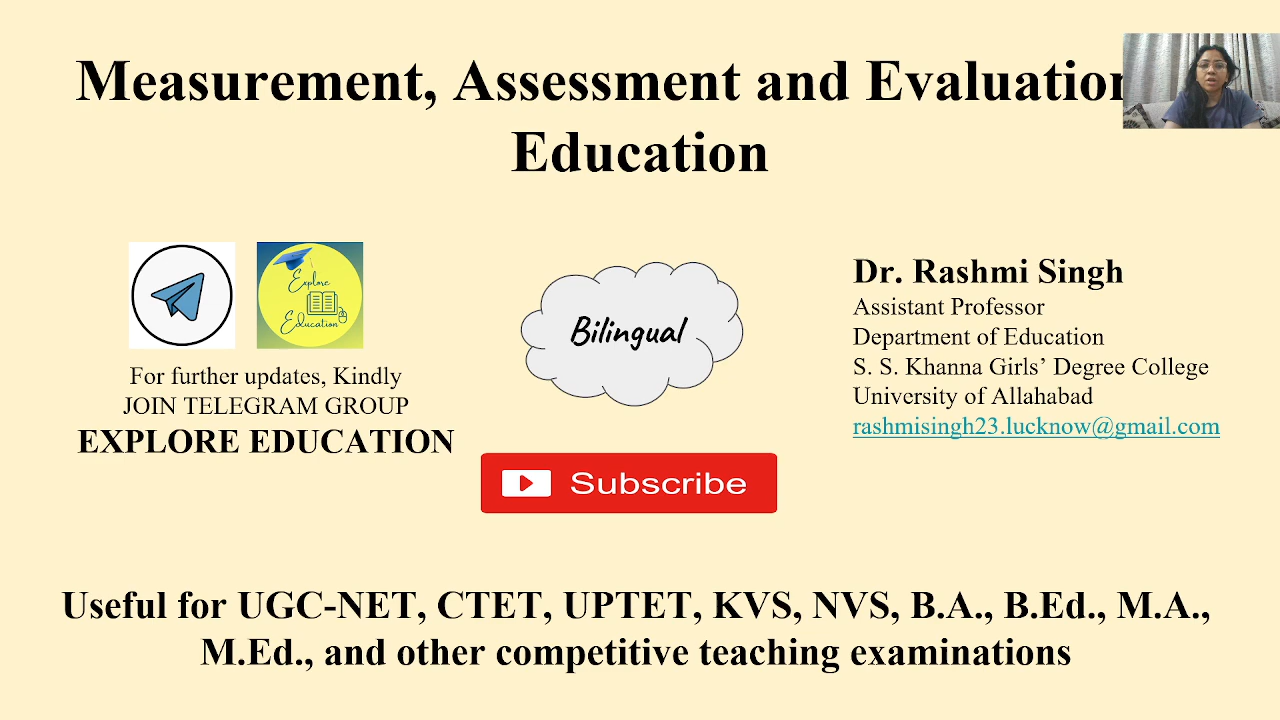 Measurement, Assessment and Evaluation
Education
Explore
Education
For further updates, Kindly
JOIN TELEGRAM GROUP
EXPLORE EDUCATION
Bilingual
Subscribe
Dr. Rashmi Singh
Assistant Professor
Department of Education
S. S. Khanna Girls’ Degree College
University of Allahabad
rashmisingh23.lucknow@gmail.com
Useful for UGC-NET, CTET, UPTET, KVS, NVS, B.A., B.Ed., M.A.,
M.Ed., and other competitive teaching examinations